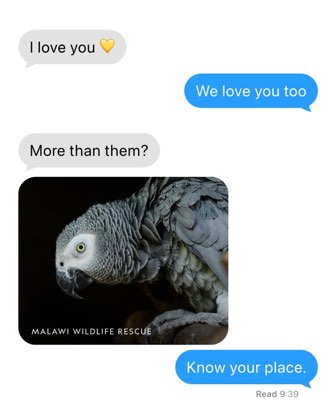 I love you 💛
We love you too
More than them?
MALAWI WILDLIFE RESCUE
Know your place.
Read 9:39